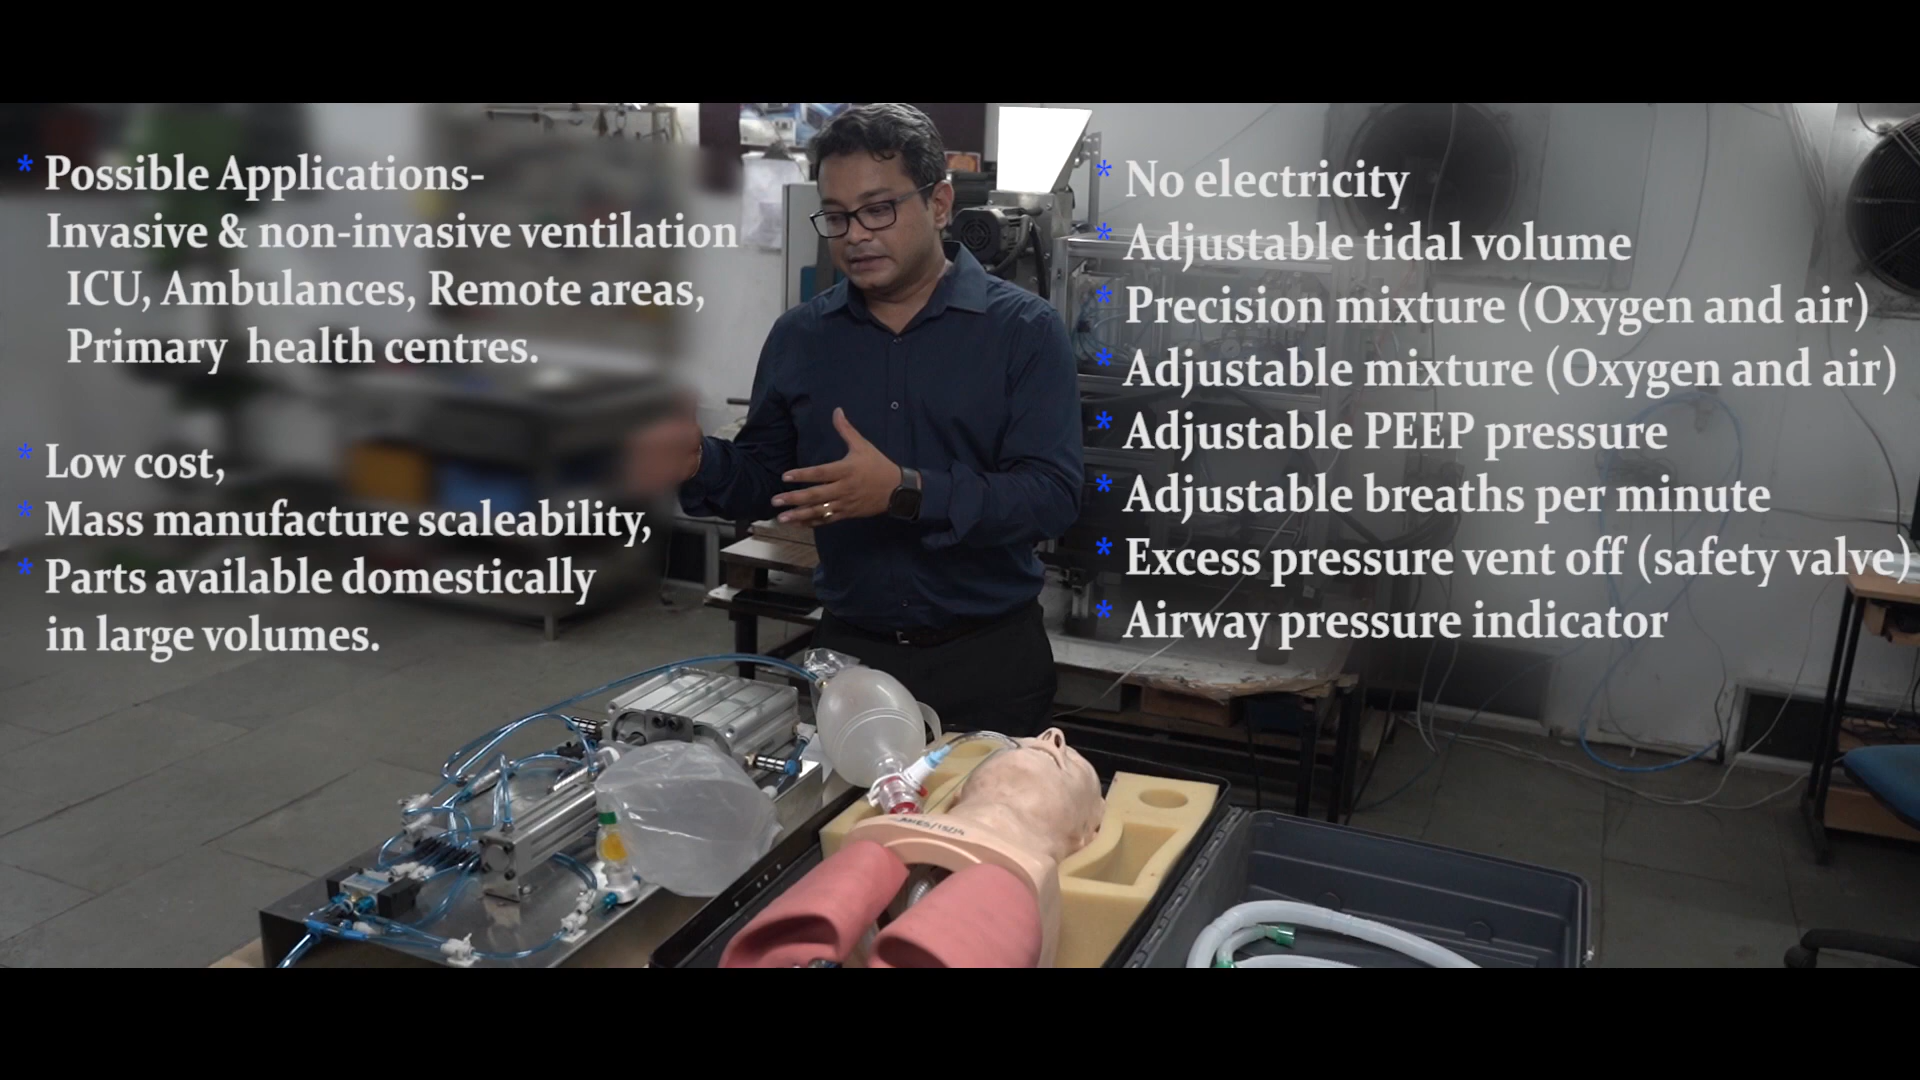 * Possible Applications-
Invasive & non-invasive ventilation
ICU, Ambulances, Remote areas,
Primary health centres.
* Low cost,
* Mass manufacture scaleability,
* Parts available domestically
in large volumes.
* No electricity
* Adjustable tidal volume
* Precision mixture (Oxygen and air)
* Adjustable mixture (Oxygen and air)
* Adjustable PEEP pressure
* Adjustable breaths per minute
* Excess pressure vent off (safety valve)
* Airway pressure indicator